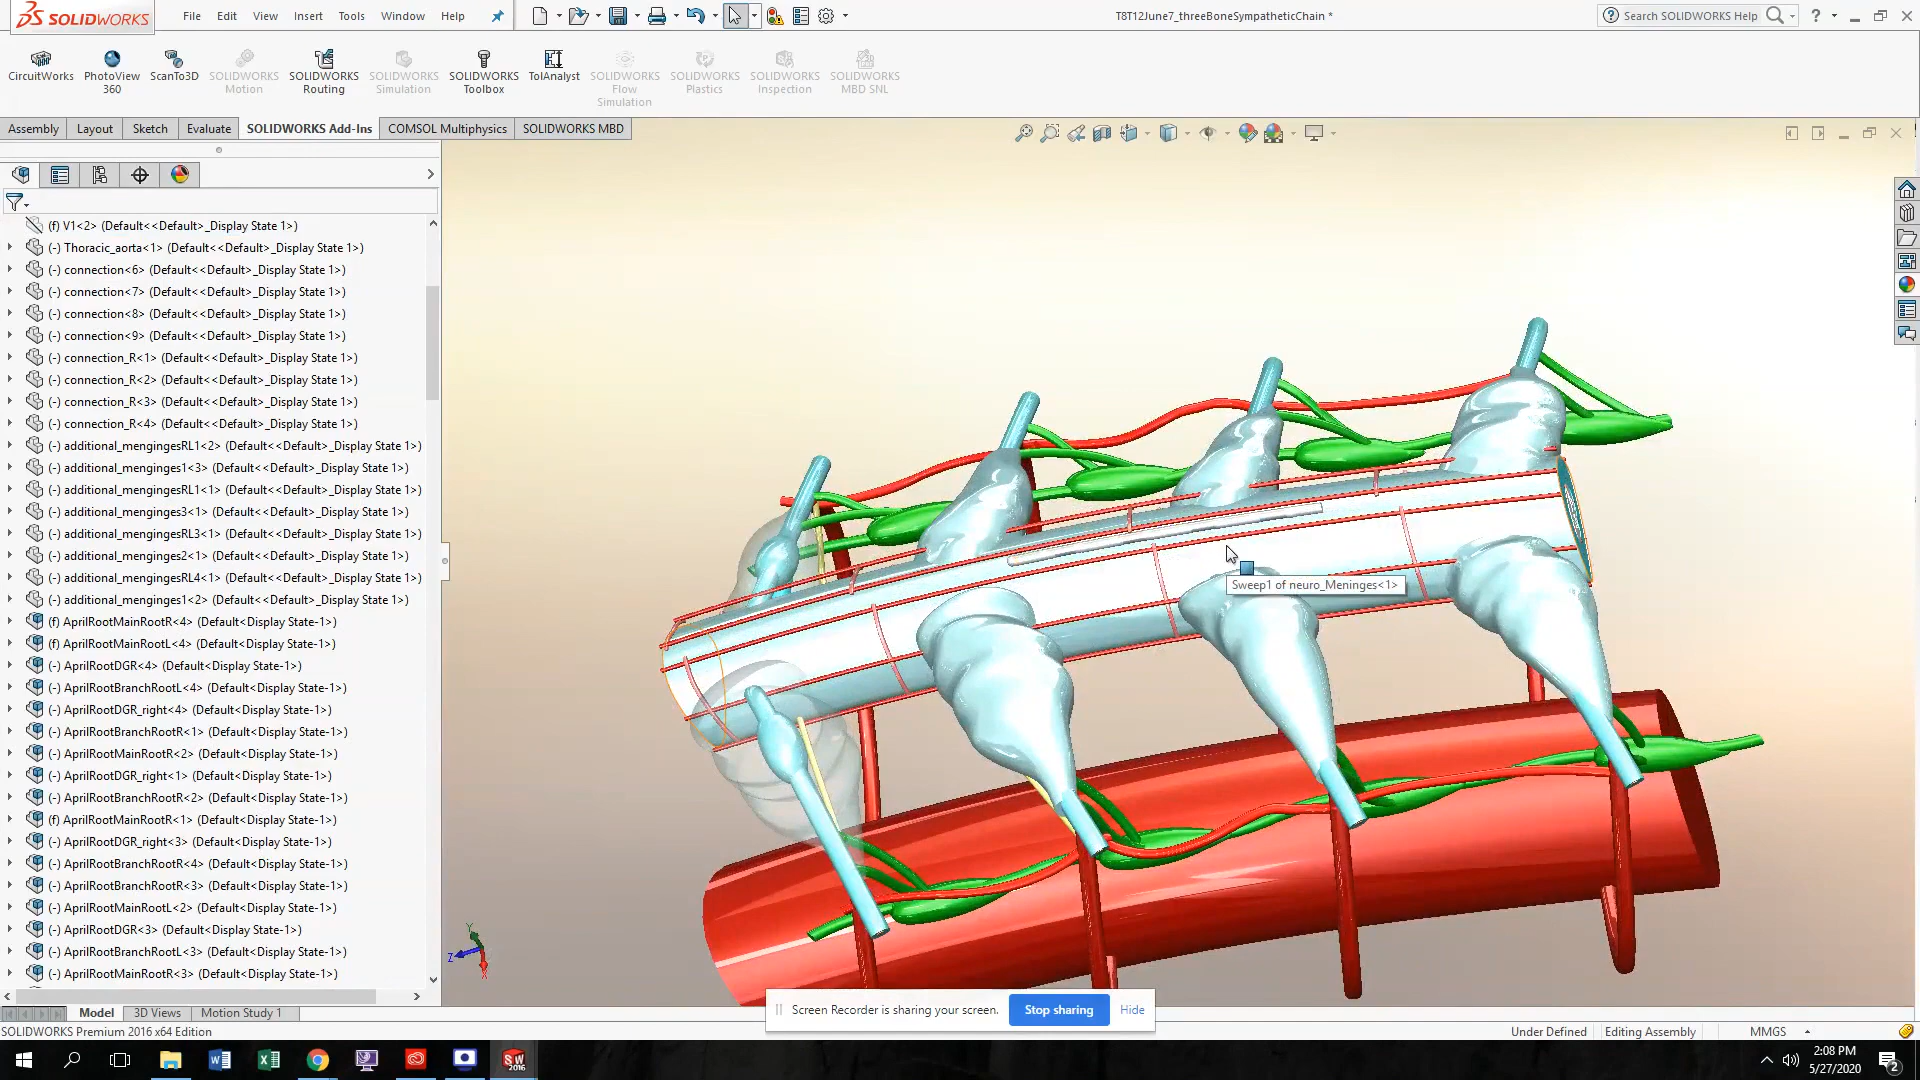 SOLIDWORKS
File Edit View Insert Tools Window Help
T8T12June7_threeBoneSympatheticChain *
Search SOLIDWORKS Help
CircuitWorks
PhotoView 360
ScanTo3D
SOLIDWORKS Motion
SOLIDWORKS Routing
SOLIDWORKS Simulation
SOLIDWORKS Toolbox
TolAnalyst
SOLIDWORKS Flow Simulation
SOLIDWORKS Plastics
SOLIDWORKS Inspection
SOLIDWORKS MBD SNL
Assembly Layout Sketch Evaluate SOLIDWORKS Add-Ins COMSOL Multiphysics SOLIDWORKS MBD
(f) V1<2> (Default<<Default>_Display State 1>)
(-) Thoracic_aorta<1> (Default<<Default>_Display State 1>)
(-) connection<6> (Default<<Default>_Display State 1>)
(-) connection<7> (Default<<Default>_Display State 1>)
(-) connection<8> (Default<<Default>_Display State 1>)
(-) connection<9> (Default<<Default>_Display State 1>)
(-) connection_R<1> (Default<<Default>_Display State 1>)
(-) connection_R<2> (Default<<Default>_Display State 1>)
(-) connection_R<3> (Default<<Default>_Display State 1>)
(-) connection_R<4> (Default<<Default>_Display State 1>)
(-) additional_mengingesRL1<2> (Default<<Default>_Display State 1>)
(-) additional_menginges1<3> (Default<<Default>_Display State 1>)
(-) additional_mengingesRL1<1> (Default<<Default>_Display State 1>)
(-) additional_menginges3<1> (Default<<Default>_Display State 1>)
(-) additional_mengingesRL3<1> (Default<<Default>_Display State 1>)
(-) additional_menginges2<1> (Default<<Default>_Display State 1>)
(-) additional_mengingesRL4<1> (Default<<Default>_Display State 1>)
(-) additional_menginges1<2> (Default<<Default>_Display State 1>)
(f) AprilRootMainRootR<4> (Default<Display State-1>)
(f) AprilRootMainRootL<4> (Default<Display State-1>)
(-) AprilRootDGR<4> (Default<Display State-1>)
(-) AprilRootBranchRootL<4> (Default<Display State-1>)
(-) AprilRootDGR_right<4> (Default<Display State-1>)
(-) AprilRootBranchRootR<1> (Default<Display State-1>)
(-) AprilRootMainRootR<2> (Default<Display State-1>)
(-) AprilRootDGR_right<1> (Default<Display State-1>)
(-) AprilRootBranchRootR<2> (Default<Display State-1>)
(f) AprilRootMainRootR<1> (Default<Display State-1>)
(-) AprilRootDGR_right<3> (Default<Display State-1>)
(-) AprilRootBranchRootR<4> (Default<Display State-1>)
(-) AprilRootBranchRootR<3> (Default<Display State-1>)
(-) AprilRootMainRootL<2> (Default<Display State-1>)
(-) AprilRootDGR<3> (Default<Display State-1>)
(-) AprilRootBranchRootL<3> (Default<Display State-1>)
(-) AprilRootMainRootR<3> (Default<Display State-1>)
Sweep1 of neuro_Meninges<1>
Y
Z
X
Screen Recorder is sharing your screen. Stop sharing Hide
Model 3D Views Motion Study 1
SOLIDWORKS Premium 2016 x64 Edition
Under Defined Editing Assembly MMGS
SW
2016
2:08 PM
5/27/2020
2